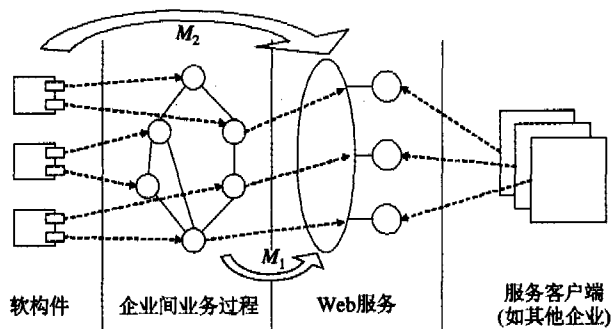 M2
M1
软构件
企业间业务过程
Web服务
服务客户端
(如其他企业)